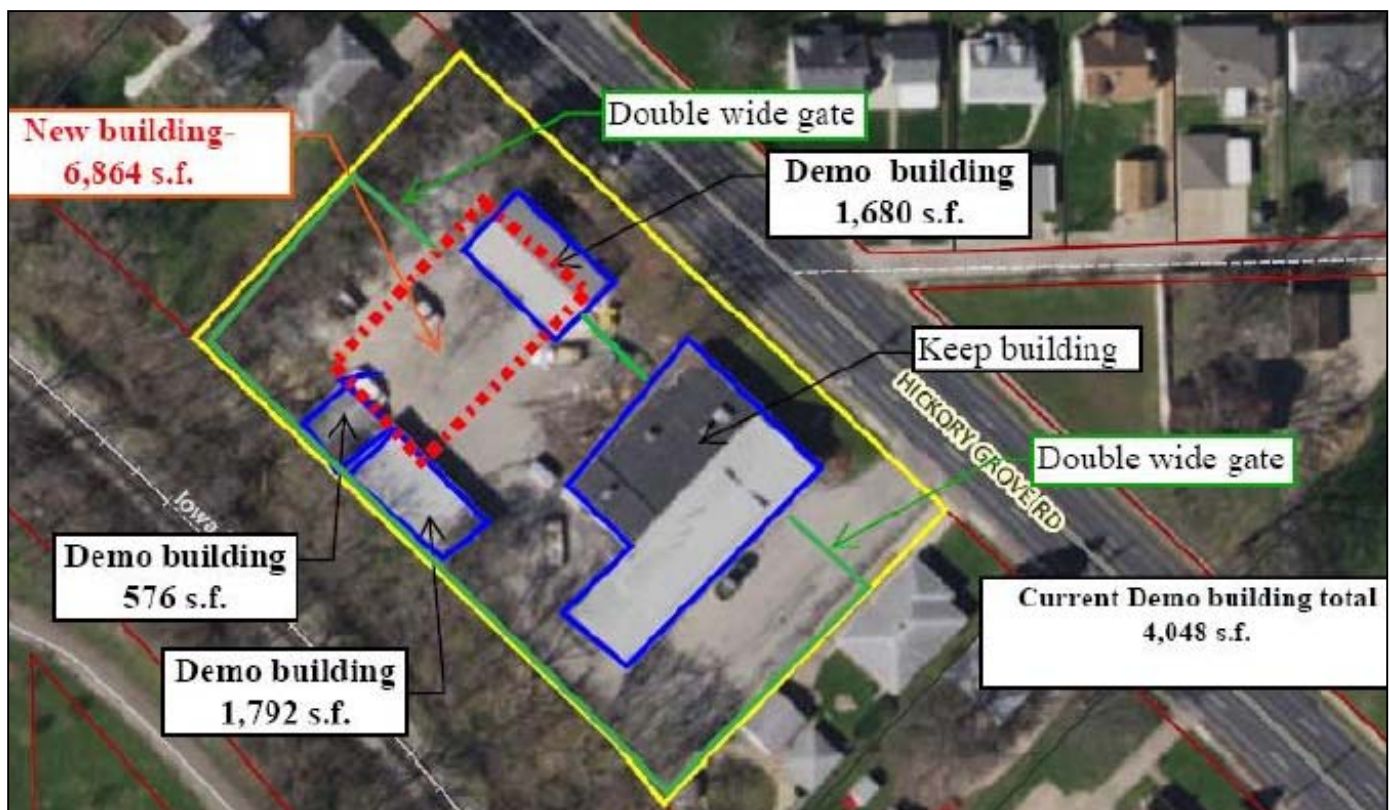 Double wide gate
New building-
6,864 s.f.
Demo building
1,680 s.f.
Keep building
HICKORY GROVE RD
Double wide gate
Iowa
Demo building
576 s.f.
Demo building
1,792 s.f.
Current Demo building total
4,048 s.f.